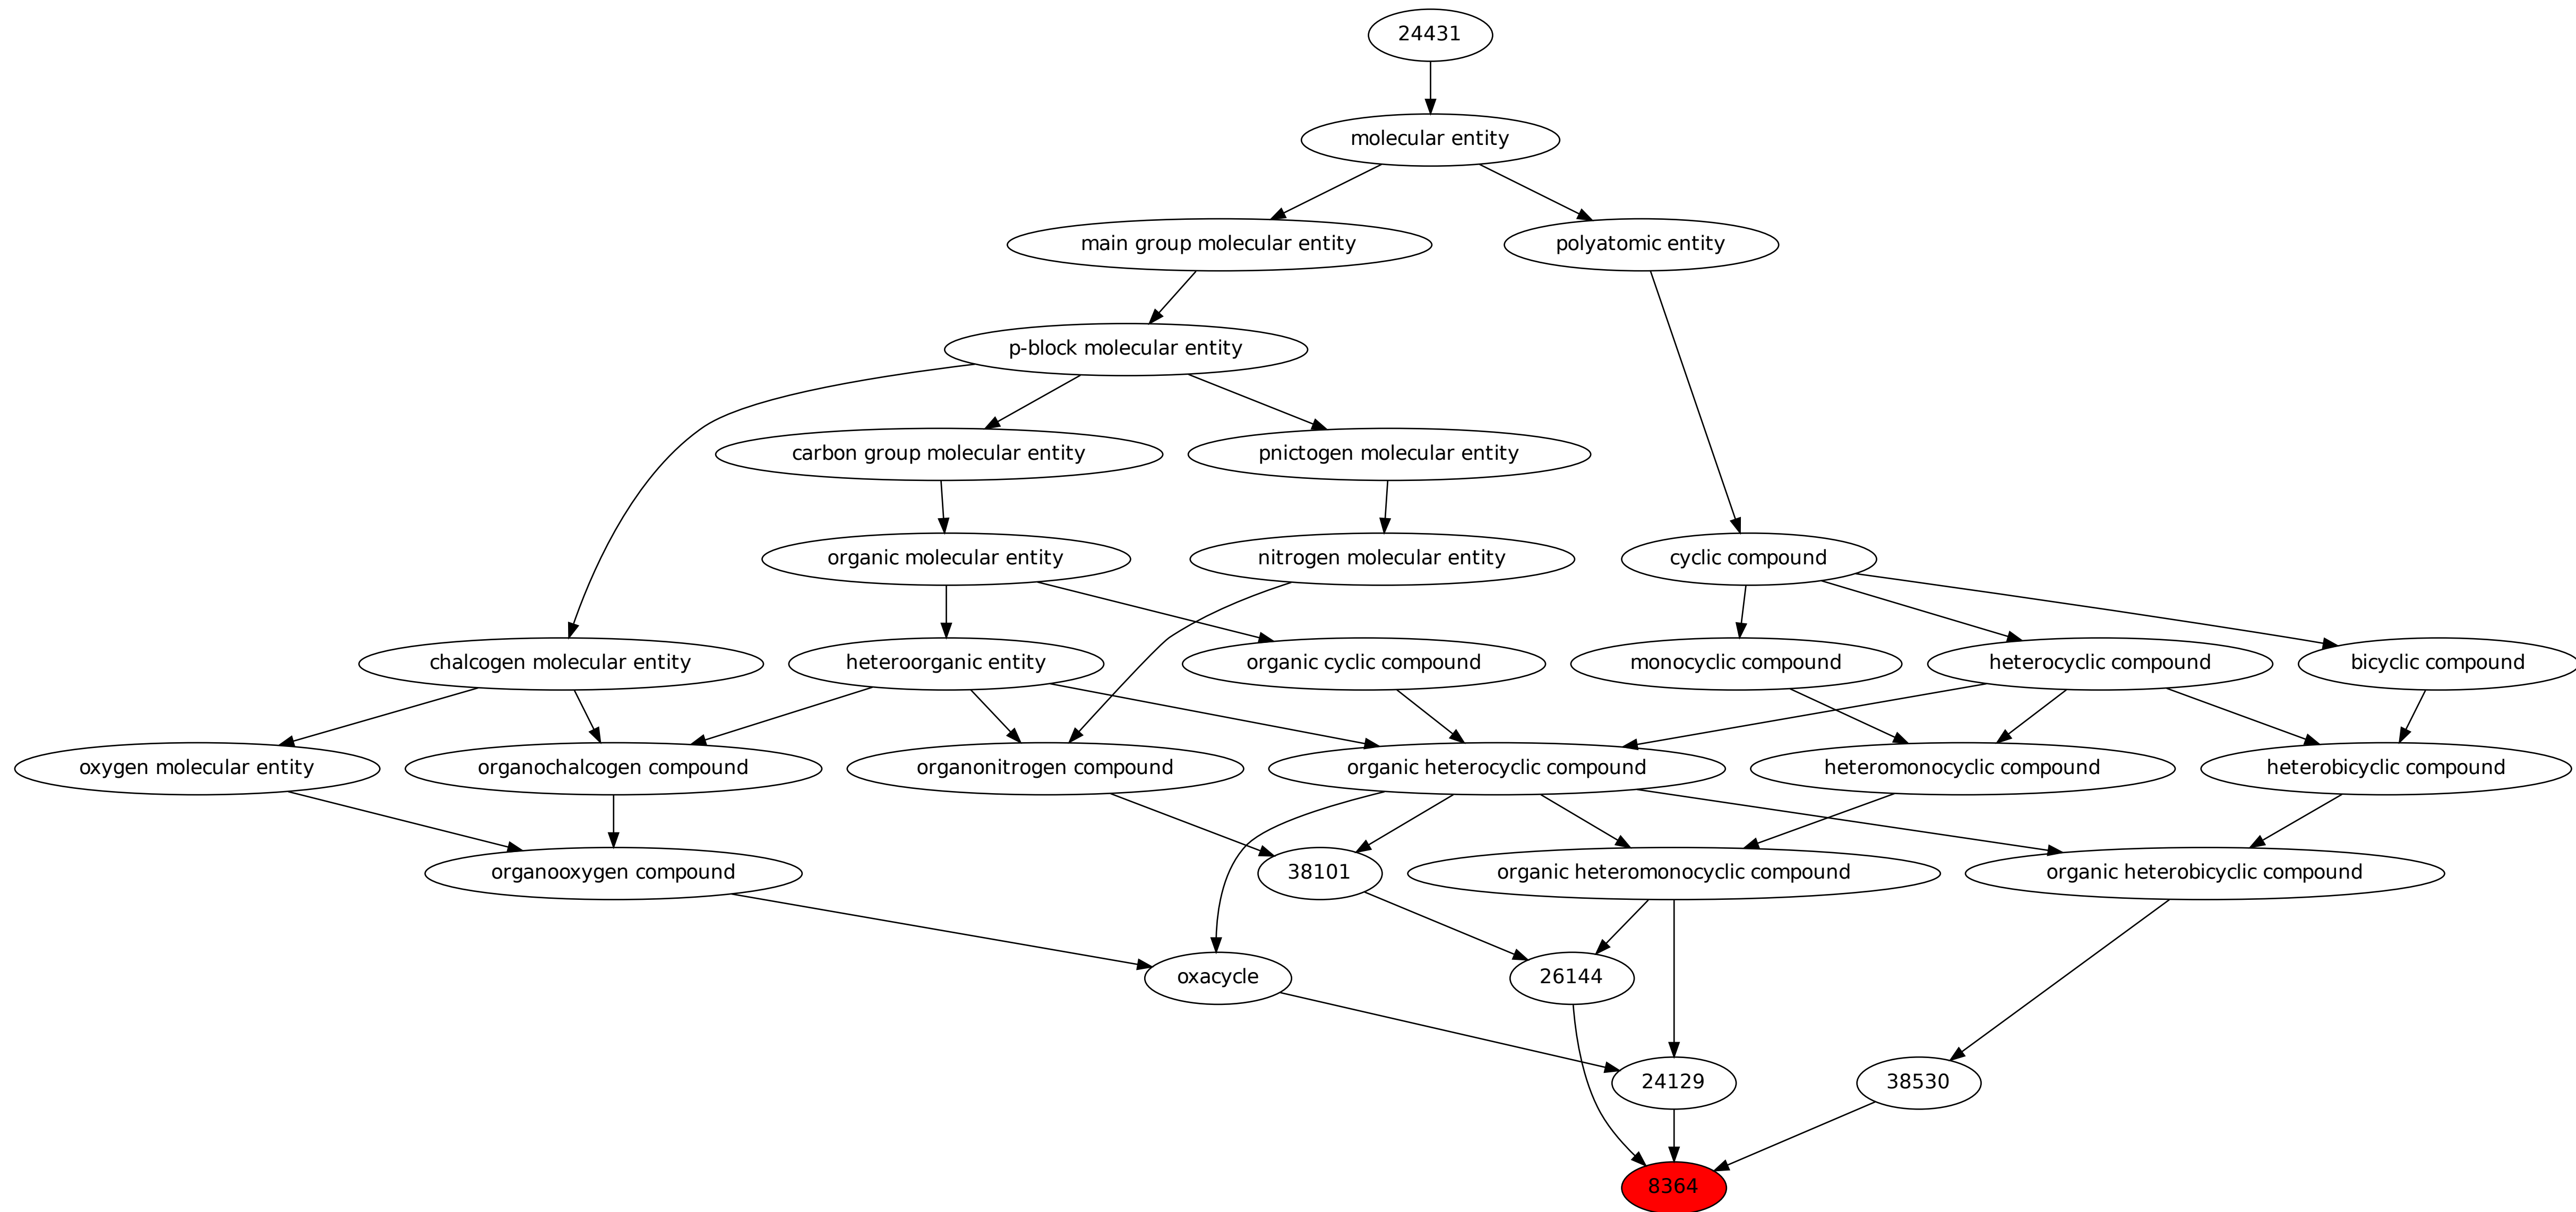 24431
molecular entity
main group molecular entity
polyatomic entity
p-block molecular entity
carbon group molecular entity
pnictogen molecular entity
organic molecular entity
nitrogen molecular entity
cyclic compound
chalcogen molecular entity
heteroorganic entity
organic cyclic compound
monocyclic compound
heterocyclic compound
bicyclic compound
oxygen molecular entity
organochalcogen compound
organonitrogen compound
organic heterocyclic compound
heteromonocyclic compound
heterobicyclic compound
organooxygen compound
38101
organic heteromonocyclic compound
organic heterobicyclic compound
oxacycle
26144
24129
38530
8364